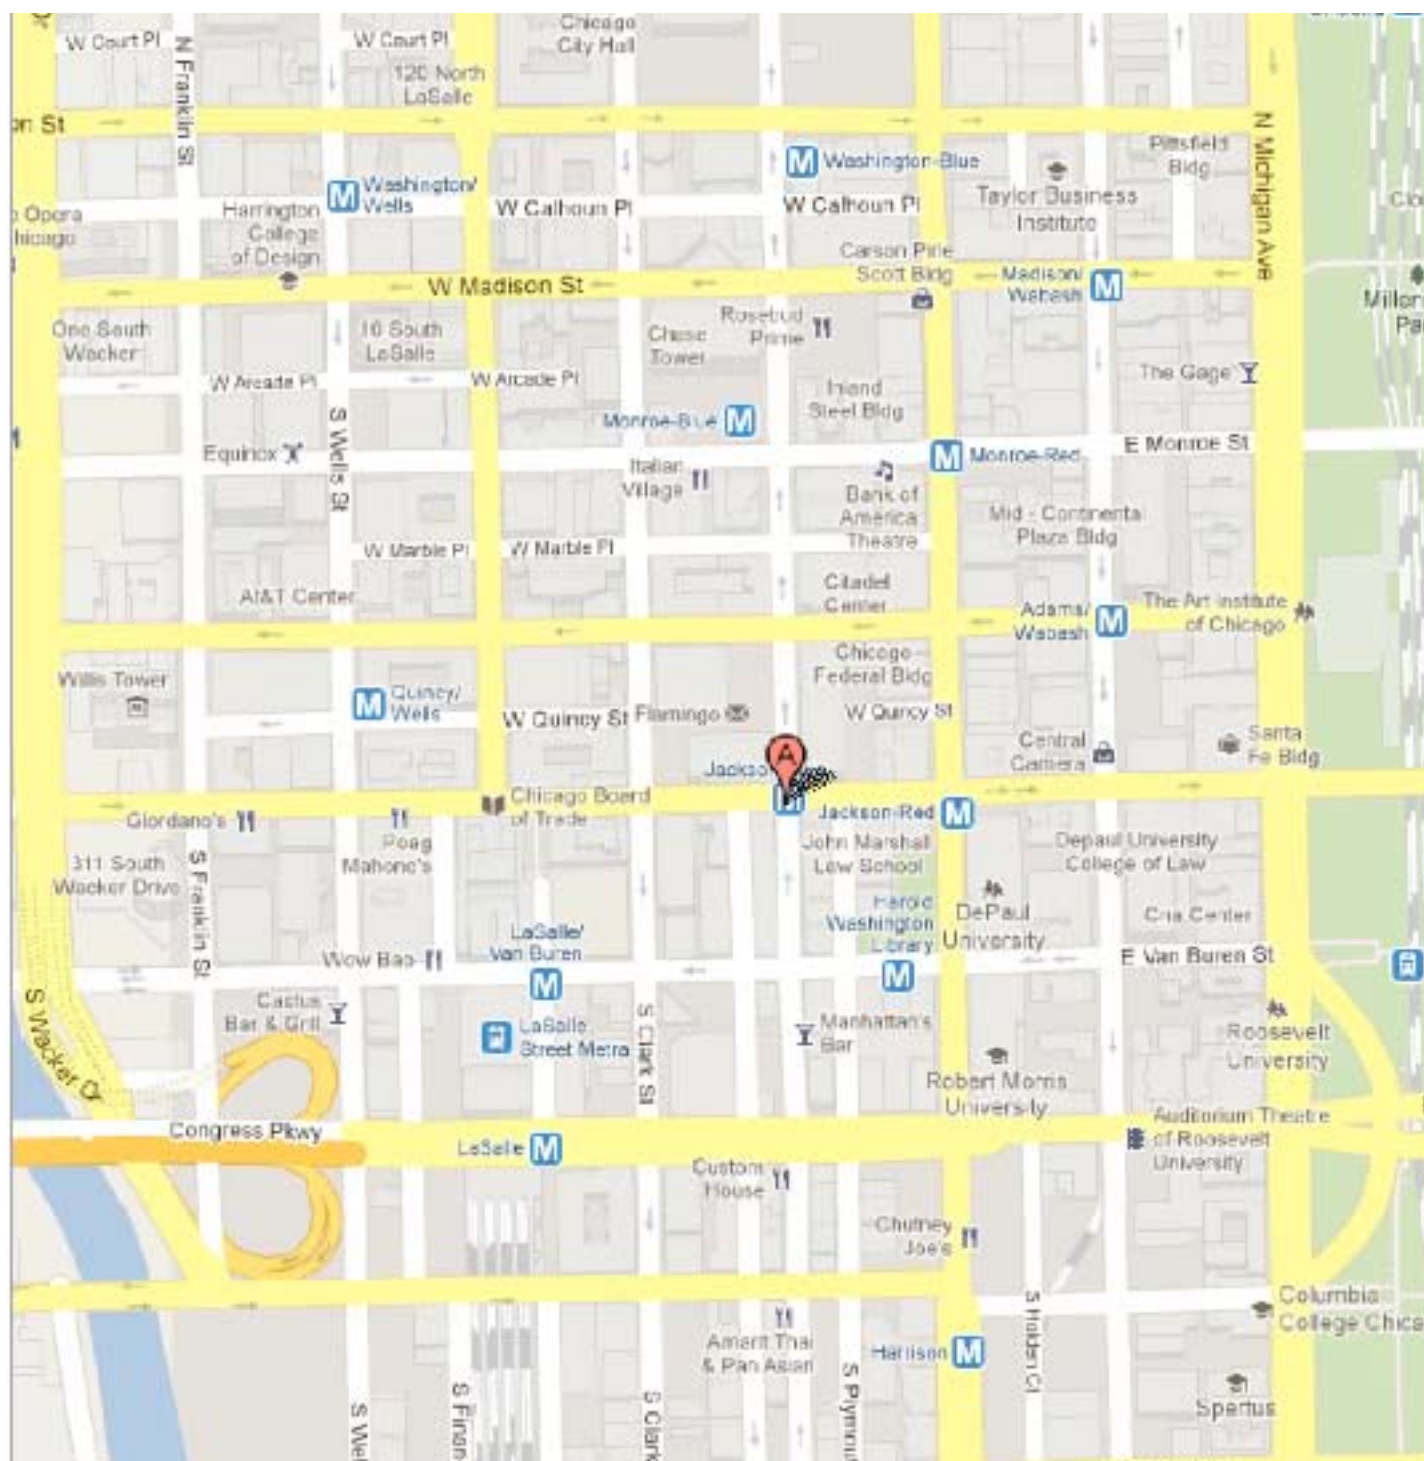 W Court Pl
N Franklin St
W Court Pl
Chicago
City Hall
120 North
LaSalle
on St
N Michigan Ave
Washington/
Wells
Washington-Blue
Pittsfield
Bldg
Opera
hicago
Harrington
College
of Design
W Calhoun Pl
W Calhoun Pl
Taylor Business
Institute
Clo
Carson Pirie
Scott Bldg
W Madison St
Madison/
Wabash
Millen
Pa
One South
Wacker
10 South
LaSalle
Chase
Tower
Rosebud
Prime
W Arcade Pl
W Arcade Pl
Inland
Steel Bldg
The Gage
S Wells St
Monroe-Blue
Equinox
Italian
Village
Monroe-Red
E Monroe St
Bank of
America
Theatre
Mid - Continental
Plaza Bldg
W Marble Pl
W Marble Pl
AT&T Center
Citadel
Center
Adams/
Wabash
The Art Institute
of Chicago
Willis Tower
Quincy/
Wells
Chicago -
Federal Bldg
W Quincy St
Flamingo
W Quincy St
Central
Camera
Santa
Fe Bldg
A
Jackso
Giordano's
Poag
Mahone's
Chicago Board
of Trade
Jackson-Red
John Marshall
Law School
Depaul University
College of Law
311 South
Wacker Drive
S Franklin St
Harold
Washington
Library
DePaul
University
Cna Center
Wow Bao
LaSalle/
Van Buren
E Van Buren St
S Wacker Dr
Cactus
Bar & Grill
LaSalle
Street Metra
S Clark St
Manhattan's
Bar
Roosevelt
University
Robert Morris
University
Congress Pkwy
LaSalle
Auditorium Theatre
of Roosevelt
University
Custom
House
Chutney
Joe's
S Holden Ct
Columbia
College Chica
Amarit Thai
& Pan Asian
Harrison
S Wel
S Finan
S Clark
S Plymou
Spertus